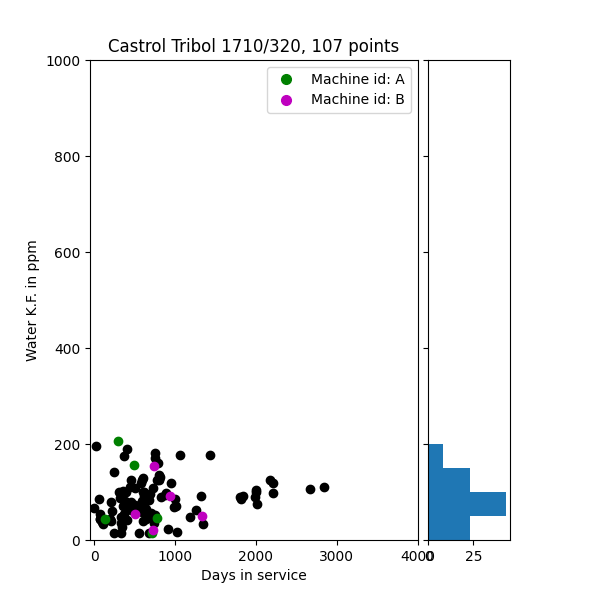 Castrol Tribol 1710/320, 107 points
Machine id: A
Machine id: B
Water K.F. in ppm
1000
800
600
400
200
0
0 1000 2000 3000 4000
0 25
Days in service